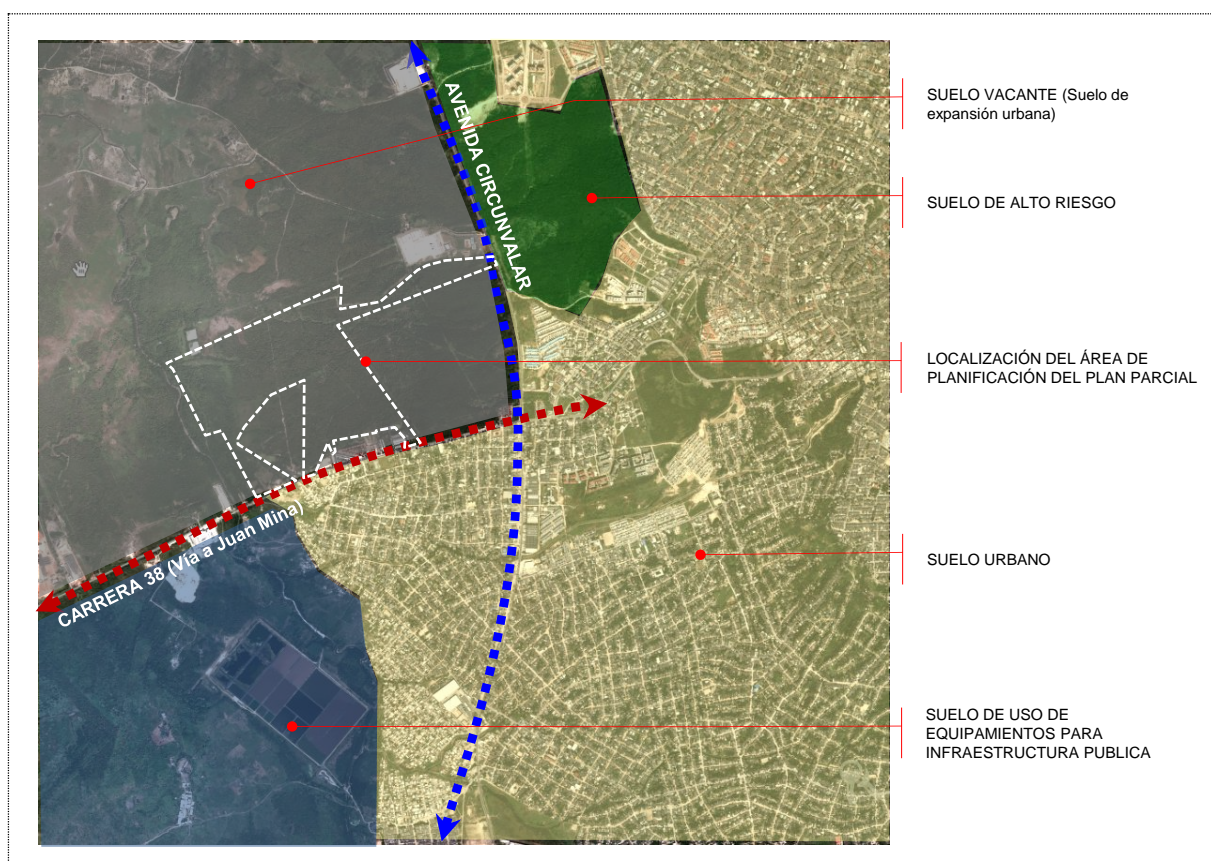 SUELO VACANTE (Suelo de
expansión urbana)
AVENIDA CIRCUNVALAR
SUELO DE ALTO RIESGO
LOCALIZACIÓN DEL ÁREA DE
PLANIFICACIÓN DEL PLAN PARCIAL
CARRERA 38 (Vía a Juan Mina)
SUELO URBANO
SUELO DE USO DE
EQUIPAMIENTOS PARA
INFRAESTRUCTURA PUBLICA